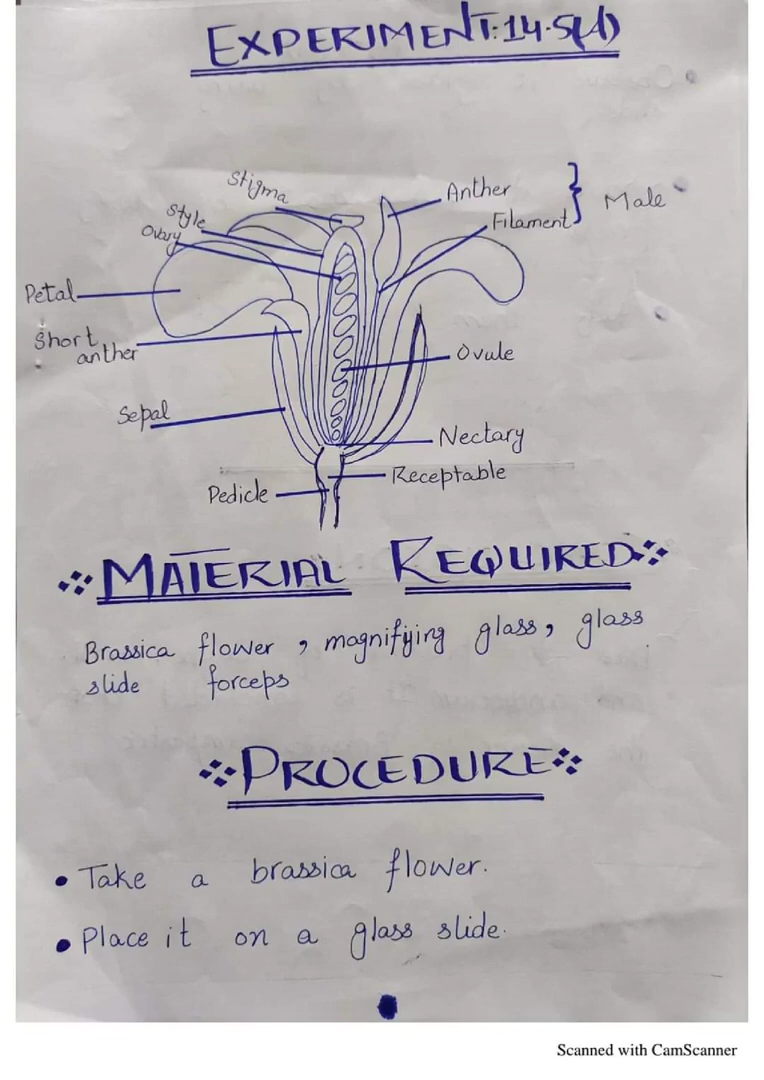 EXPERIMENT:14.5(A)
Stigma
Style
Ovary
Petal
Short
anther
Sepal
Pedicle
Anther
Filament
} Male
Ovule
Nectary
Receptable
MATERIAL REQUIRED
Brassica flower, magnifying glass, glass
slide forceps
PROCEDURE
• Take a brassica flower.
• Place it on a glass slide.
Scanned with CamScanner